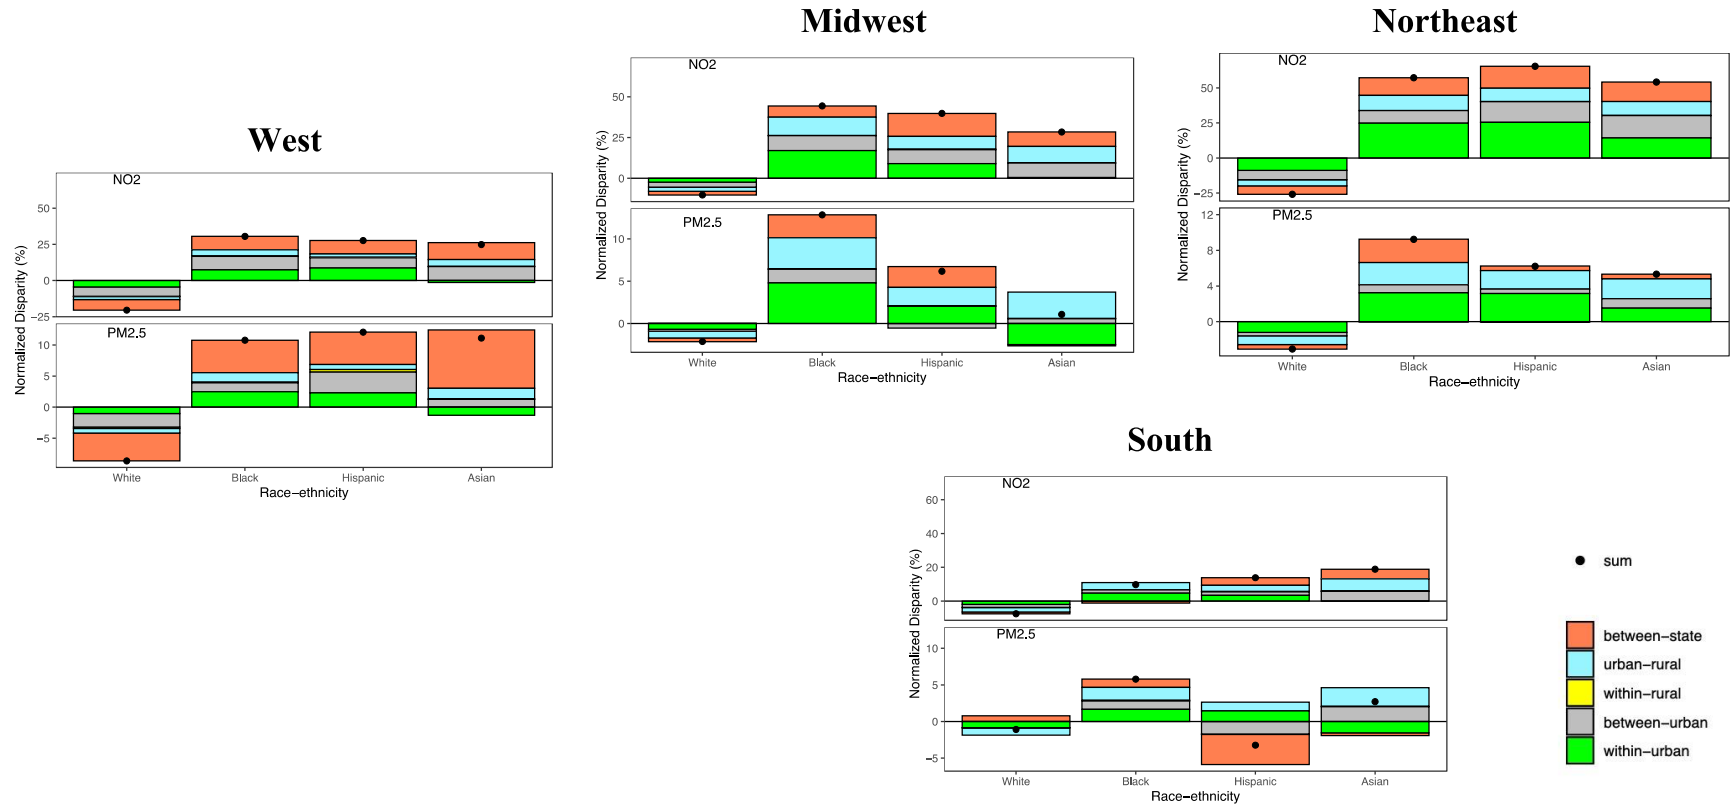 Midwest
Northeast
West
South
NO2
Normalized Disparity (%)
50
25
0
−25
PM2.5
10
5
0
−5
White
Black
Hispanic
Asian
Race−ethnicity
NO2
Normalized Disparity (%)
50
25
0
PM2.5
10
5
0
White
Black
Hispanic
Asian
Race−ethnicity
NO2
Normalized Disparity (%)
50
25
0
−25
PM2.5
12
8
4
0
White
Black
Hispanic
Asian
Race−ethnicity
NO2
Normalized Disparity (%)
60
40
20
0
PM2.5
10
5
0
−5
White
Black
Hispanic
Asian
Race−ethnicity
sum
between−state
urban−rural
within−rural
between−urban
within−urban